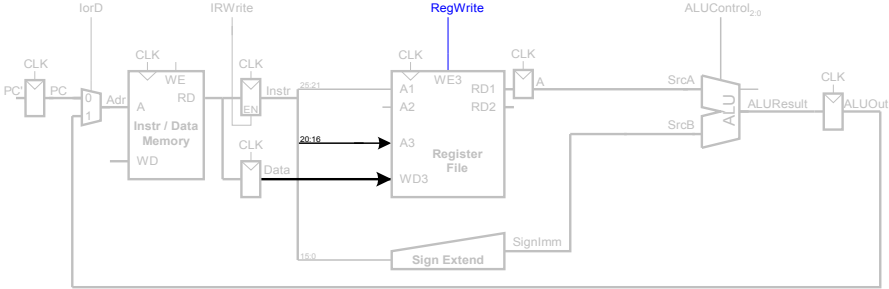 IorD
IRWrite
RegWrite
ALUControl2:0
CLK
CLK
CLK
CLK
CLK
PC'
PC
0
1
Adr
A
WE
RD
Instr / Data
Memory
WD
EN
Instr
CLK
Data
25:21
20:16
15:0
A1
A2
A3
WD3
WE3
RD1
RD2
Register
File
A
Sign Extend
SignImm
SrcA
SrcB
ALU
ALUResult
CLK
ALUOut